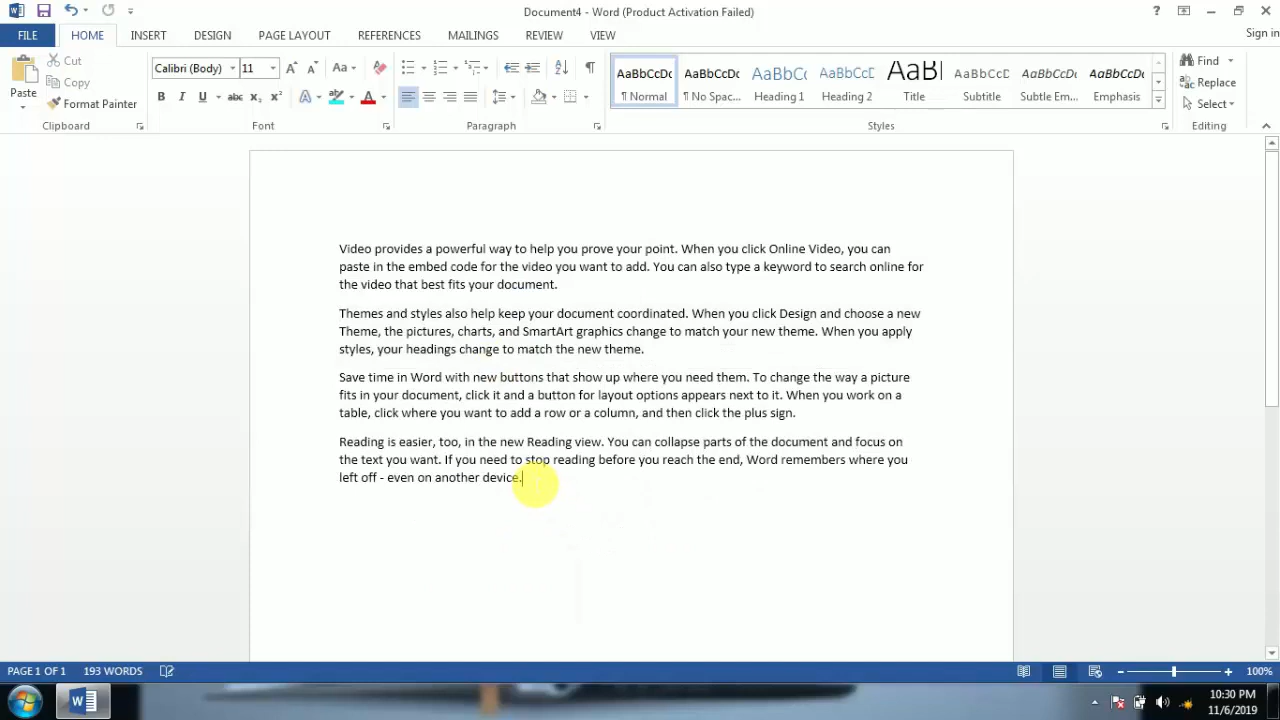 Document4 - Word (Product Activation Failed)
?
Sign in
FILE HOME INSERT DESIGN PAGE LAYOUT REFERENCES MAILINGS REVIEW VIEW
Paste
Cut
Copy
Format Painter
Clipboard
Calibri (Body) 11
Font
Paragraph
AaBbCcDc AaBbCcDc AaBbCc AaBbCcD AaBl AaBbCcD AaBbCcDc AaBbCcDc
¶ Normal ¶ No Spac... Heading 1 Heading 2 Title Subtitle Subtle Em... Emphasis
Styles
Find
Replace
Select
Editing
Video provides a powerful way to help you prove your point. When you click Online Video, you can
paste in the embed code for the video you want to add. You can also type a keyword to search online for
the video that best fits your document.
Themes and styles also help keep your document coordinated. When you click Design and choose a new
Theme, the pictures, charts, and SmartArt graphics change to match your new theme. When you apply
styles, your headings change to match the new theme.
Save time in Word with new buttons that show up where you need them. To change the way a picture
fits in your document, click it and a button for layout options appears next to it. When you work on a
table, click where you want to add a row or a column, and then click the plus sign.
Reading is easier, too, in the new Reading view. You can collapse parts of the document and focus on
the text you want. If you need to stop reading before you reach the end, Word remembers where you
left off - even on another device.
PAGE 1 OF 1 193 WORDS
100%
10:30 PM
11/6/2019